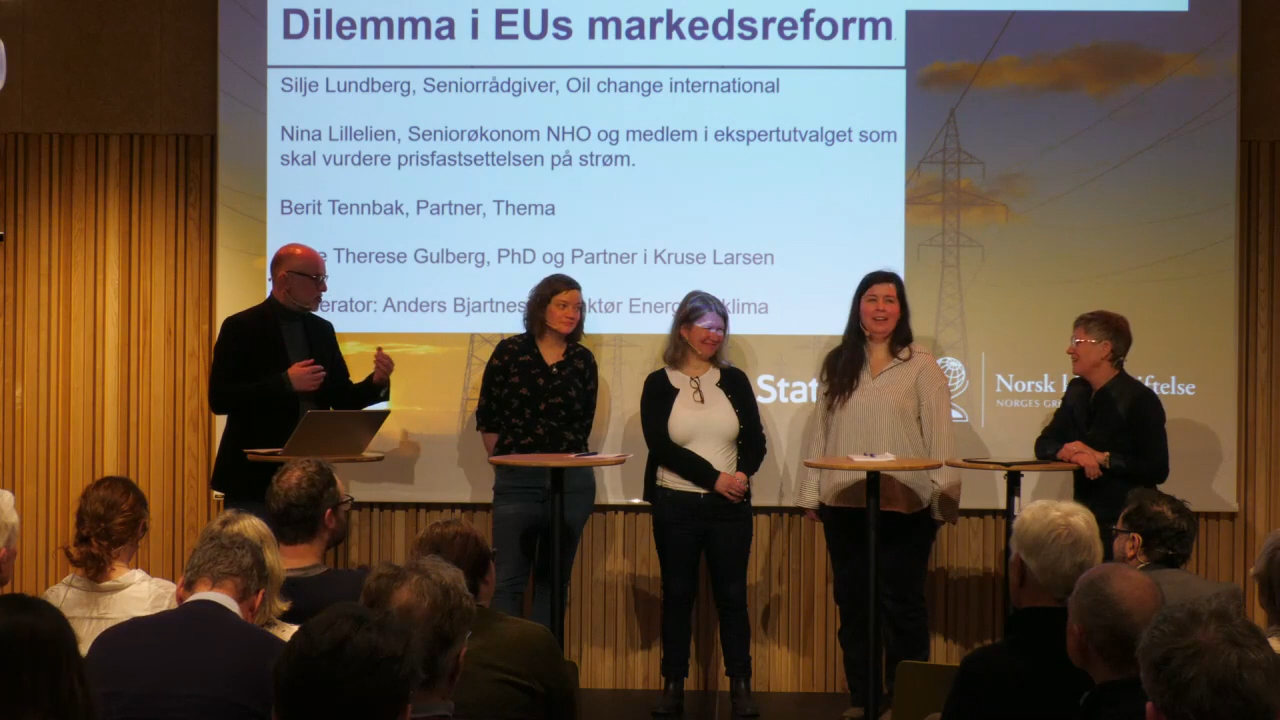 Dilemma i EUs markedsreform
Silje Lundberg, Seniorrådgiver, Oil change international
Nina Lillelien, Seniorøkonom NHO og medlem i ekspertutvalget som
skal vurdere prisfastsettelsen på strøm.
Berit Tennbak, Partner, Thema
Therese Gulberg, PhD og Partner i Kruse Larsen
Anders Bjartnes klima
Stat
Norsk
NORGES